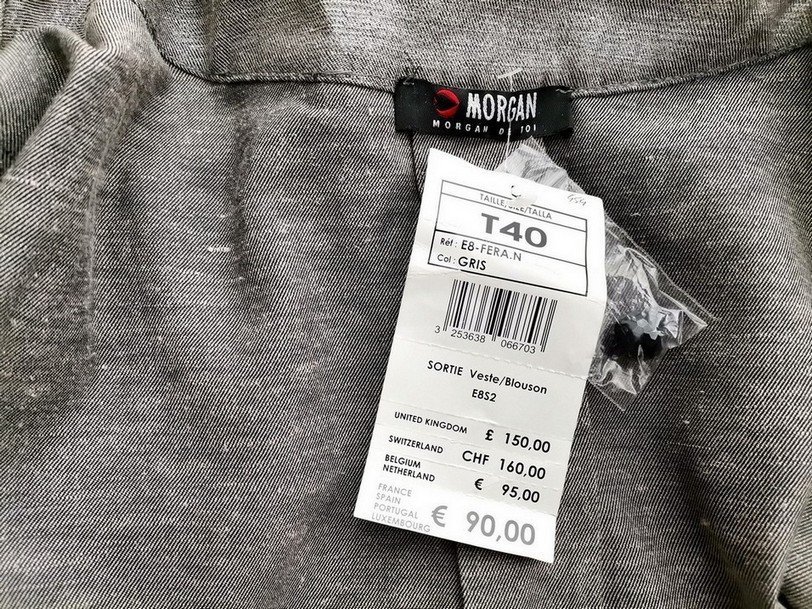 MORGAN
MORGAN DE TOI
TAILLE/SIZE/TALLA
T40
Réf : E8-FERA.N
Col : GRIS
3 253638 066703
SORTIE Veste/Blouson
E8S2
UNITED KINGDOM £ 150,00
SWITZERLAND CHF 160,00
BELGIUM
NETHERLAND € 95,00
FRANCE
SPAIN
PORTUGAL
LUXEMBOURG € 90,00